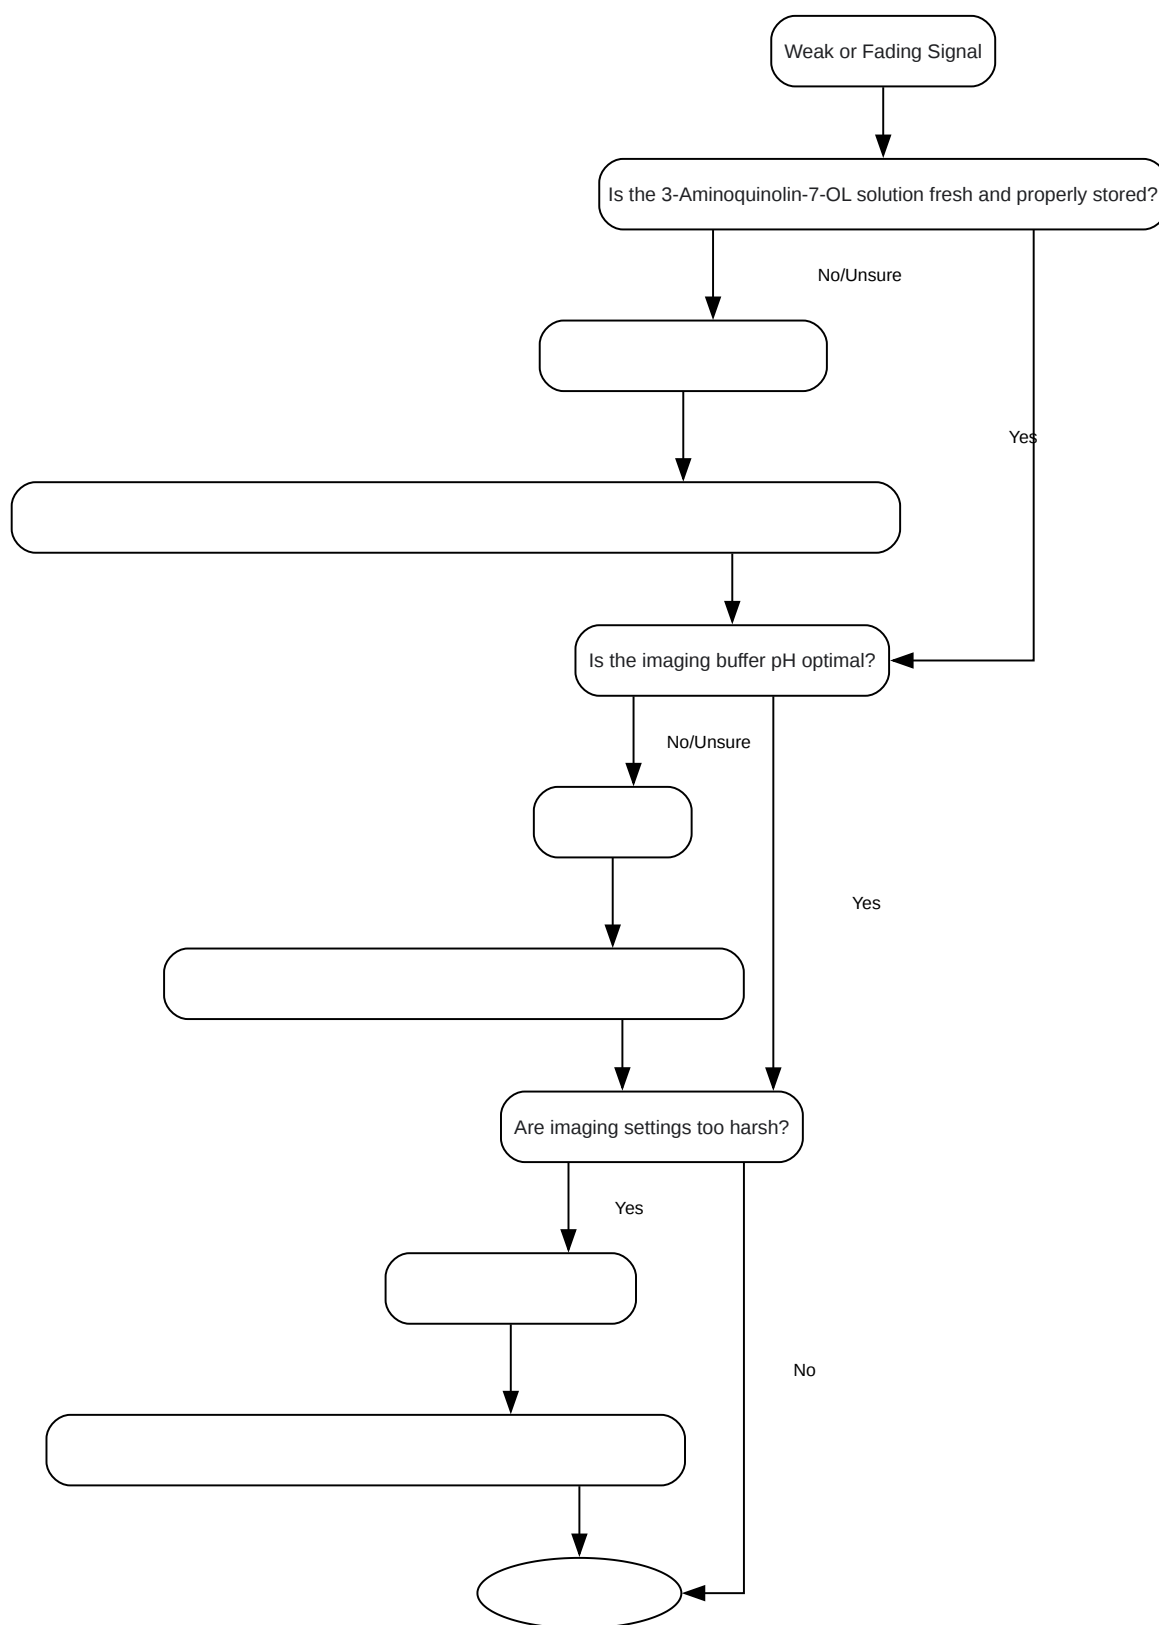 Weak or Fading Signal
Is the 3-Aminoquinolin-7-OL solution fresh and properly stored?
No/Unsure
Yes
Is the imaging buffer pH optimal?
No/Unsure
Yes
Are imaging settings too harsh?
Yes
No